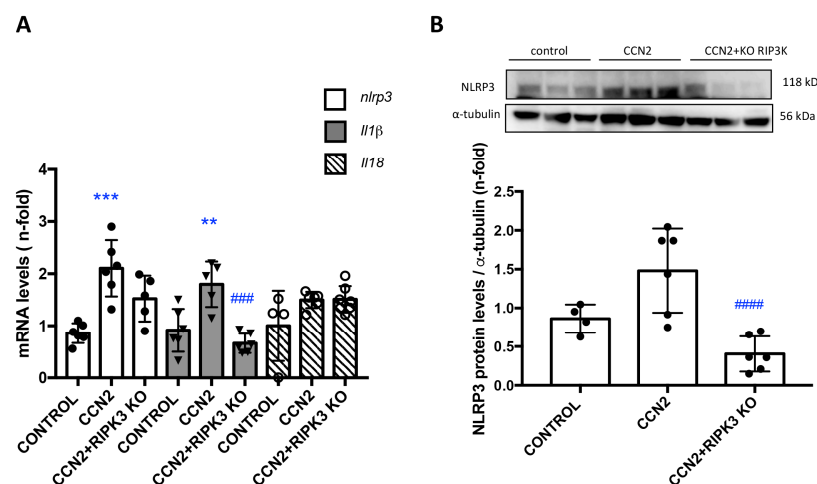 A
nlrp3
Il1β
Il18
mRNA levels ( n-fold)
4
3
2
1
0
***
**
###
CONTROL
CCN2
CCN2+RIPK3 KO
CONTROL
CCN2
CCN2+RIPK3 KO
CONTROL
CCN2
CCN2+RIPK3 KO
B
control CCN2 CCN2+KO RIP3K
NLRP3 118 kD
α-tubulin 56 kDa
NLRP3 protein levels / α-tubulin (n-fold)
2.5
2.0
1.5
1.0
0.5
0.0
####
CONTROL
CCN2
CCN2+RIPK3 KO